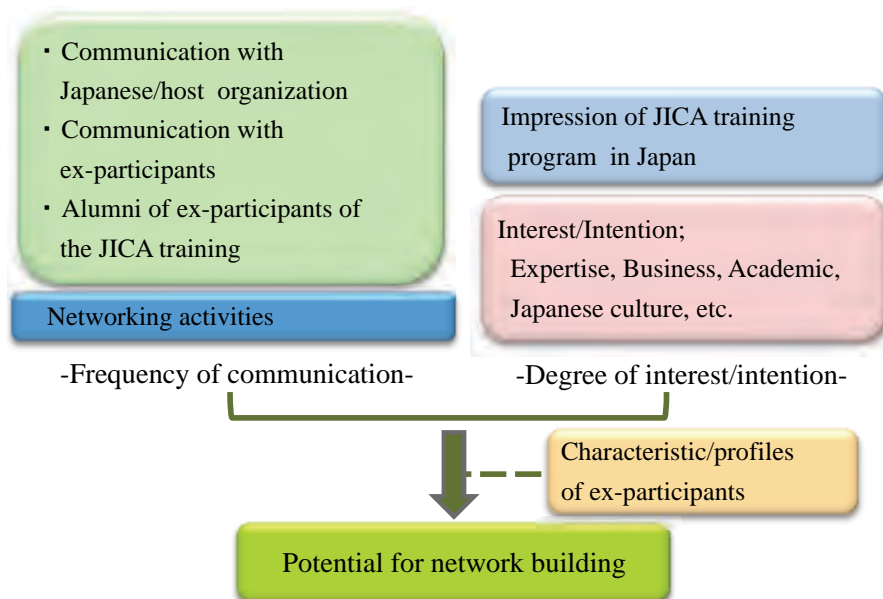 ・ Communication with
Japanese/host organization
・ Communication with
ex-participants
・ Alumni of ex-participants of
the JICA training
Networking activities
-Frequency of communication-
Impression of JICA training
program in Japan
Interest/Intention;
Expertise, Business, Academic,
Japanese culture, etc.
-Degree of interest/intention-
Characteristic/profiles
of ex-participants
Potential for network building